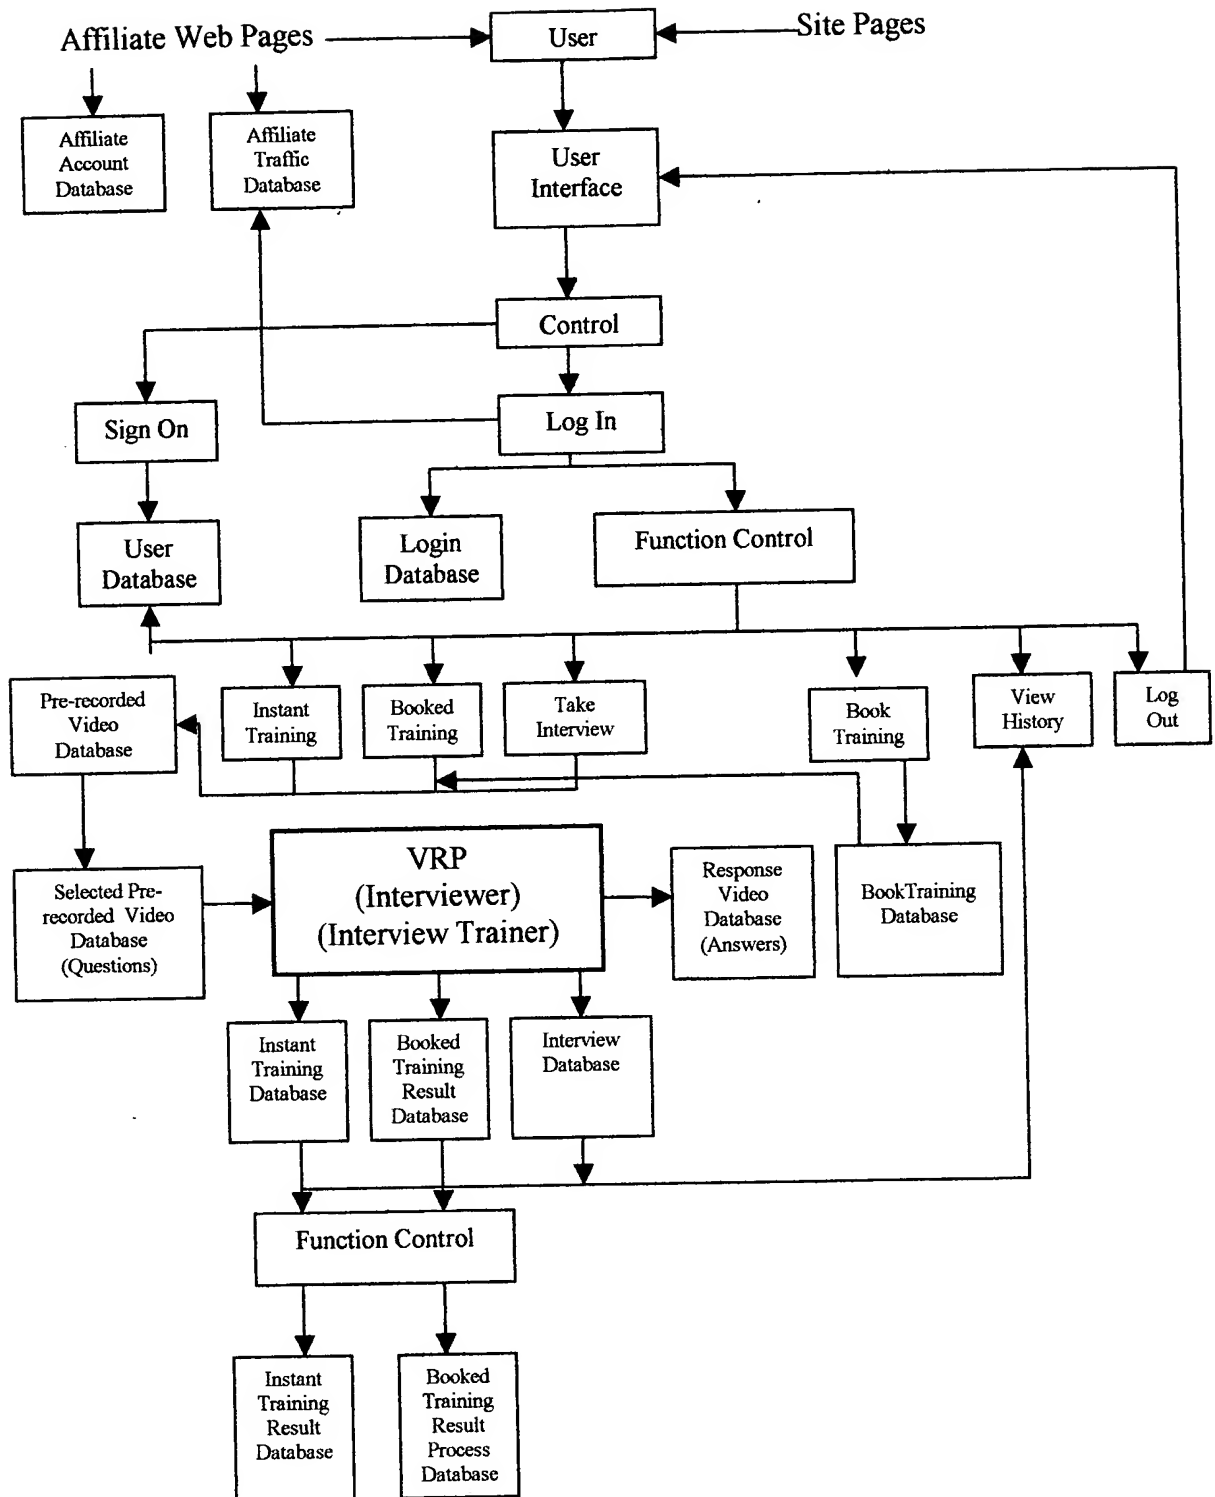 Affiliate Web Pages
User
Site Pages
Affiliate
Account
Database
Affiliate
Traffic
Database
User
Interface
Control
Sign On
Log In
User
Database
Login
Database
Function Control
Pre-recorded
Video
Database
Instant
Training
Booked
Training
Take
Interview
Book
Training
View
History
Log
Out
Selected Pre-
recorded Video
Database
(Questions)
VRP
(Interviewer)
(Interview Trainer)
Response
Video
Database
(Answers)
BookTraining
Database
Instant
Training
Database
Booked
Training
Result
Database
Interview
Database
Function Control
Instant
Training
Result
Database
Booked
Training
Result
Process
Database